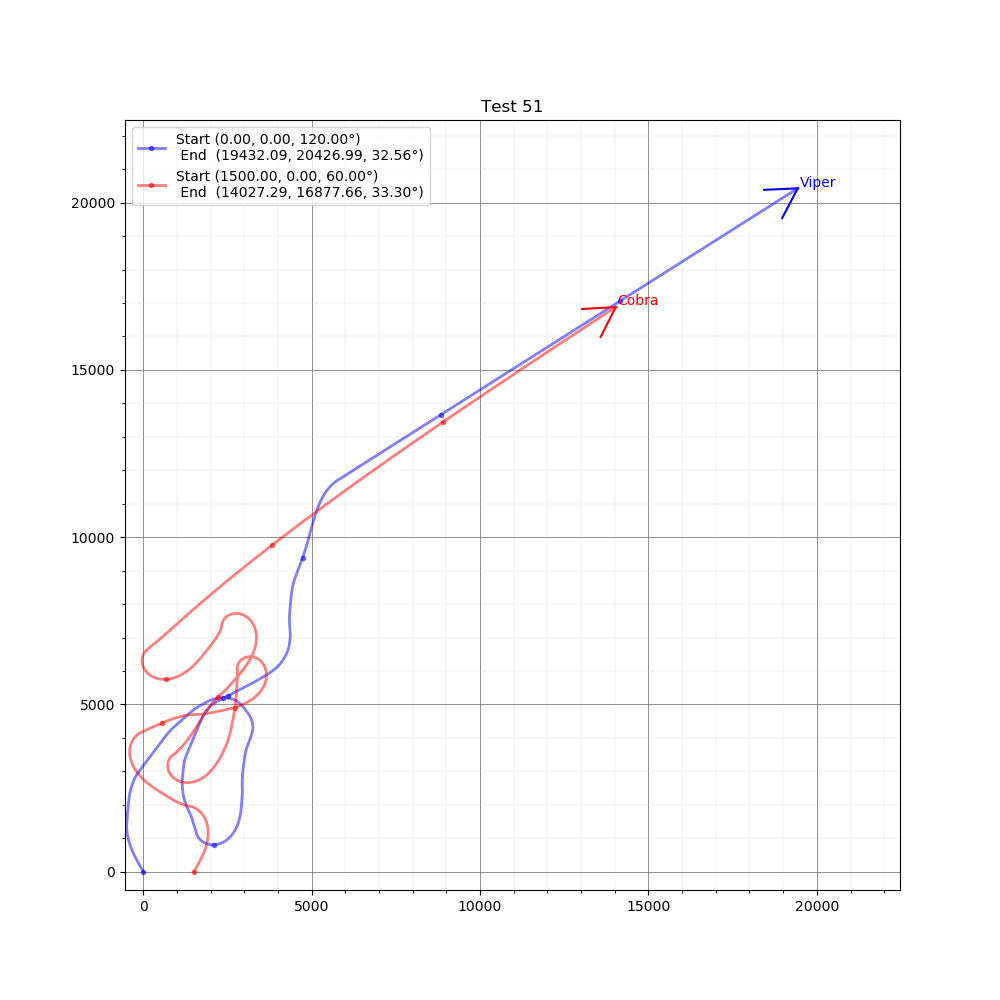 Test 51
Start (0.00, 0.00, 120.00°)
End (19432.09, 20426.99, 32.56°)
Start (1500.00, 0.00, 60.00°)
End (14027.29, 16877.66, 33.30°)
Viper
Cobra
20000
15000
10000
5000
0
0 5000 10000 15000 20000